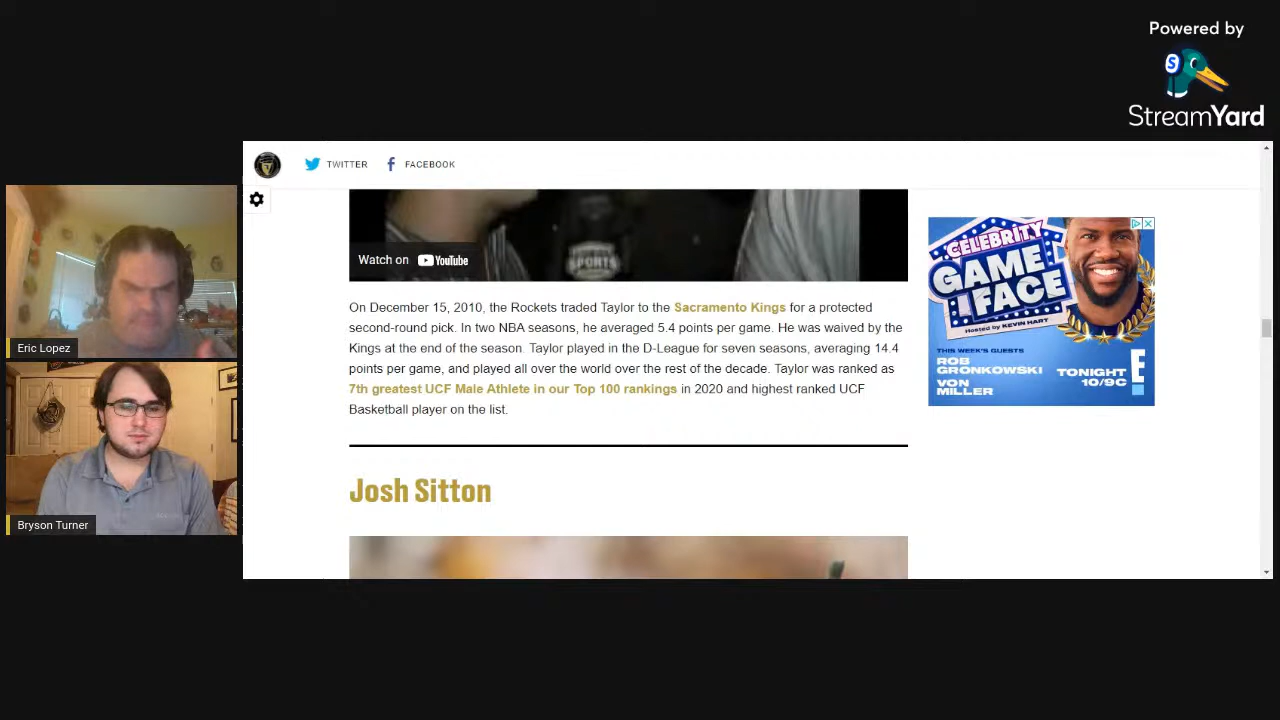 Powered by
S
StreamYard
TWITTER
FACEBOOK
Watch on YouTube
SPORTS
On December 15, 2010, the Rockets traded Taylor to the Sacramento Kings for a protected
second-round pick. In two NBA seasons, he averaged 5.4 points per game. He was waived by the
Kings at the end of the season. Taylor played in the D-League for seven seasons, averaging 14.4
points per game, and played all over the world over the rest of the decade. Taylor was ranked as
7th greatest UCF Male Athlete in our Top 100 rankings in 2020 and highest ranked UCF
Basketball player on the list.
Josh Sitton
CELEBRITY
GAME
FACE
Hosted by KEVIN HART
THIS WEEK'S GUESTS
ROB
GRONKOWSKI
VON
MILLER
TONIGHT
10/9C
E
Eric Lopez
Bryson Turner